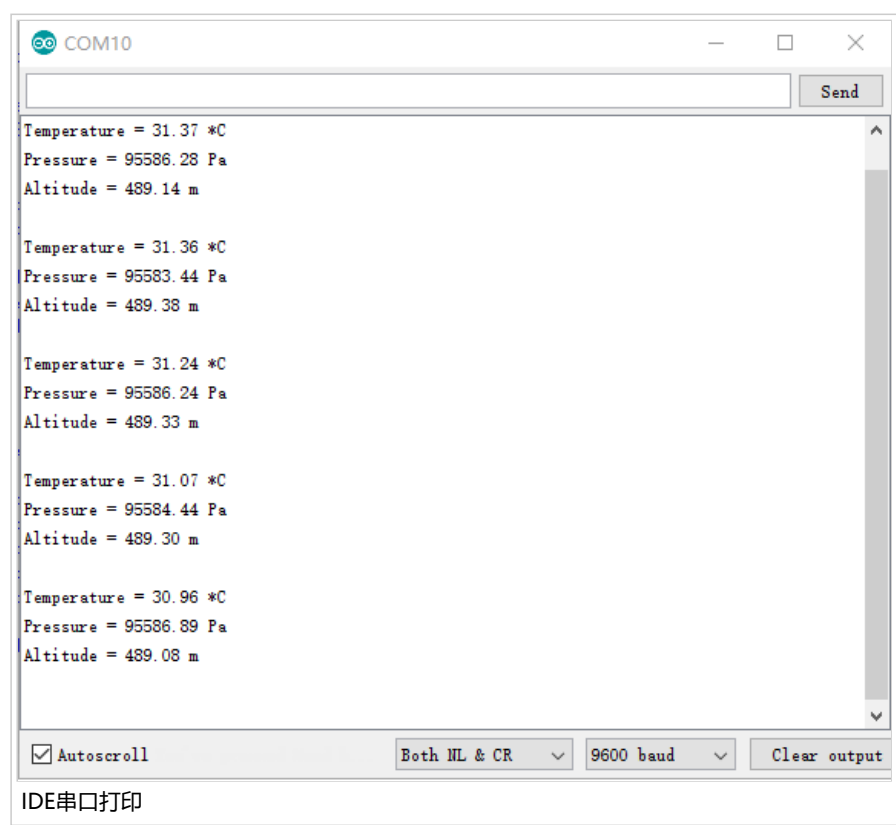 COM10
Send
Temperature = 31.37 *C
Pressure = 95586.28 Pa
Altitude = 489.14 m
Temperature = 31.36 *C
Pressure = 95583.44 Pa
Altitude = 489.38 m
Temperature = 31.24 *C
Pressure = 95586.24 Pa
Altitude = 489.33 m
Temperature = 31.07 *C
Pressure = 95584.44 Pa
Altitude = 489.30 m
Temperature = 30.96 *C
Pressure = 95586.89 Pa
Altitude = 489.08 m
Autoscroll Both NL & CR 9600 baud Clear output
IDE串口打印